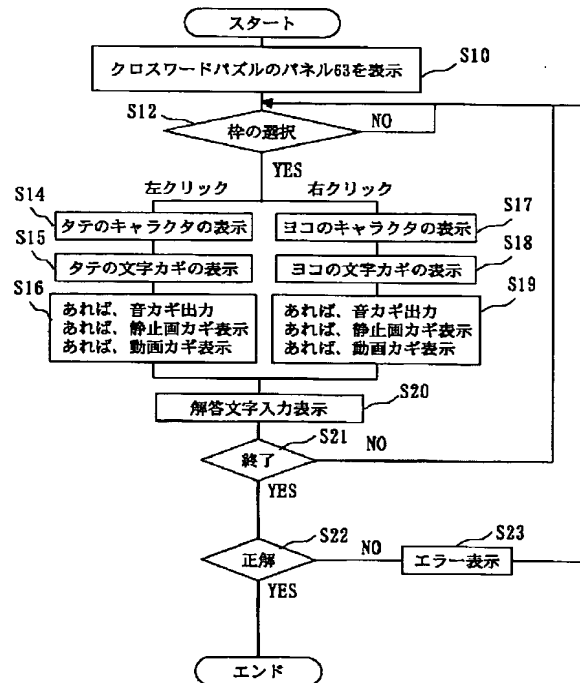 スタート
クロスワードパズルのパネル63を表示
S10
S12
枠の選択
NO
YES
左クリック
右クリック
S14
タテのキャラクタの表示
ヨコのキャラクタの表示
S17
S15
タテの文字カギの表示
ヨコの文字カギの表示
S18
S16
あれば、音カギ出力
あれば、静止画カギ表示
あれば、動画カギ表示
あれば、音カギ出力
あれば、静止画カギ表示
あれば、動画カギ表示
S19
解答文字入力表示
S20
S21
終了
NO
YES
S22
正解
NO
S23
エラー表示
YES
エンド